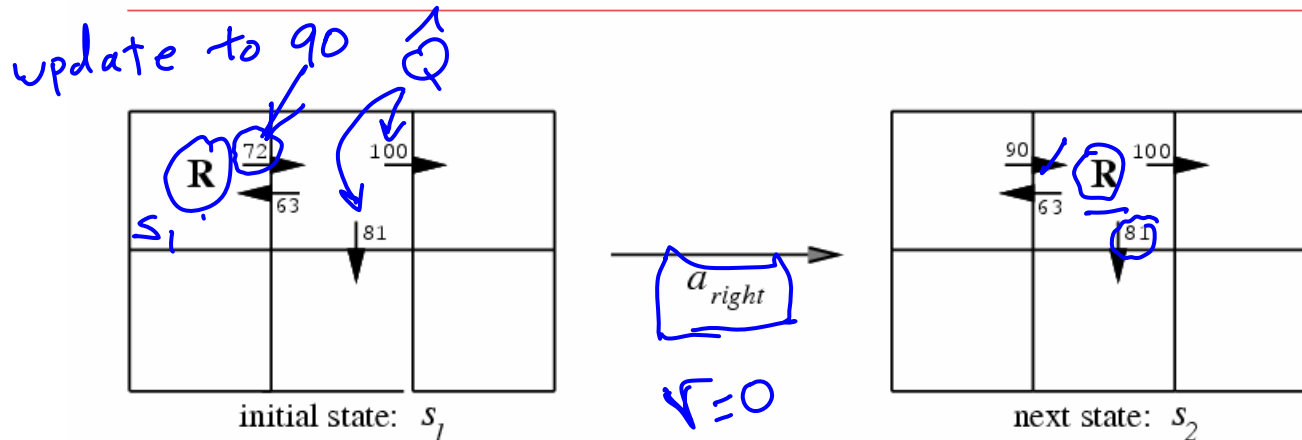 update to 90 Q̂
R 72 100
63
S₁ 81
a right
r=0
initial state: s₁
90 R 100
63
81
next state: s₂